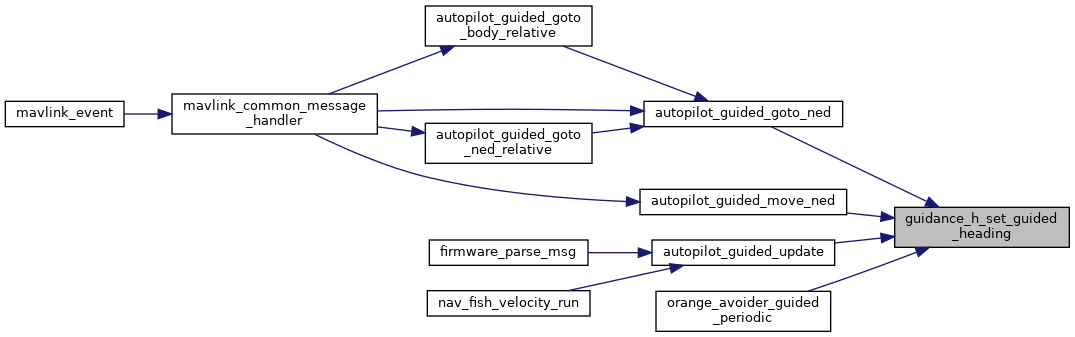 autopilot_guided_goto
_body_relative
mavlink_event
mavlink_common_message
_handler
autopilot_guided_goto_ned
autopilot_guided_goto
_ned_relative
autopilot_guided_move_ned
guidance_h_set_guided
_heading
firmware_parse_msg
autopilot_guided_update
nav_fish_velocity_run
orange_avoider_guided
_periodic